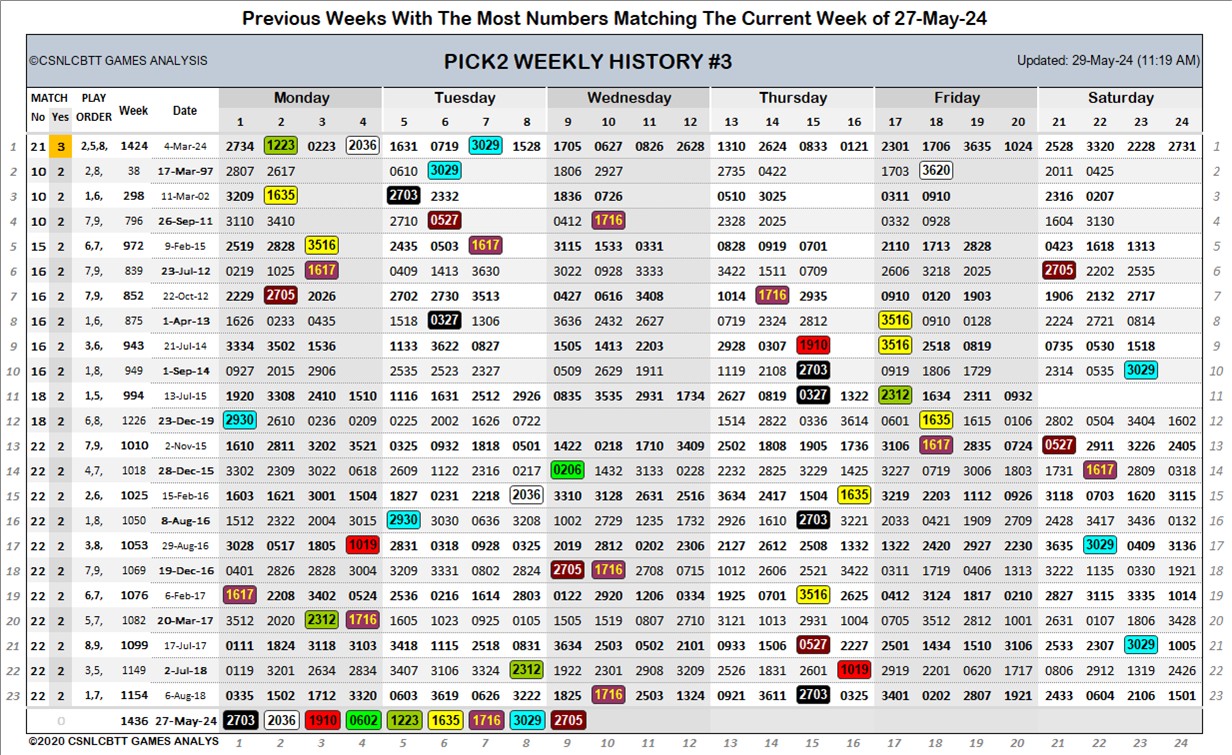 Previous Weeks With The Most Numbers Matching The Current Week of 27-May-24
©CSNLCBTT GAMES ANALYSIS PICK2 WEEKLY HISTORY #3 Updated: 29-May-24 (11:19 AM)
MATCH PLAY Week Date Monday Tuesday Wednesday Thursday Friday Saturday
No Yes ORDER 1 2 3 4 5 6 7 8 9 10 11 12 13 14 15 16 17 18 19 20 21 22 23 24
1 21 3 2,5,8, 1424 4-Mar-24 2734 1223 0223 2036 1631 0719 3029 1528 1705 0627 0826 2628 1310 2624 0833 0121 2301 1706 3635 1024 2528 3320 2228 2731 1
2 10 2 2,8, 38 17-Mar-97 2807 2617 0610 3029 1806 2927 2735 0422 1703 3620 2011 0425 2
3 10 2 1,6, 298 11-Mar-02 3209 1635 2703 2332 1836 0726 0510 3025 0311 0910 2316 0207 3
4 10 2 7,9, 796 26-Sep-11 3110 3410 2710 0527 0412 1716 2328 2025 0332 0928 1604 3130 4
5 15 2 6,7, 972 9-Feb-15 2519 2828 3516 2435 0503 1617 3115 1533 0331 0828 0919 0701 2110 1713 2828 0423 1618 1313 5
6 16 2 7,9, 839 23-Jul-12 0219 1025 1617 0409 1413 3630 3022 0928 3333 3422 1511 0709 2606 3218 2025 2705 2202 2535 6
7 16 2 7,9, 852 22-Oct-12 2229 2705 2026 2702 2730 3513 0427 0616 3408 1014 1716 2935 0910 0120 1903 1906 2132 2717 7
8 16 2 1,6, 875 1-Apr-13 1626 0233 0435 1518 0327 1306 3636 2432 2627 0719 2324 2812 3516 0910 0128 2224 2721 0814 8
9 16 2 3,6, 943 21-Jul-14 3334 3502 1536 1133 3622 0827 1505 1413 2203 2928 0307 1910 3516 2518 0819 0735 0530 1518 9
10 16 2 1,8, 949 1-Sep-14 0927 2015 2906 2535 2523 2327 0509 2629 1911 1119 2108 2703 0919 1806 1729 2314 0535 3029 10
11 18 2 1,5, 994 13-Jul-15 1920 3308 2410 1510 1116 1631 2512 2926 0835 3535 2931 1734 2627 0819 0327 1322 2312 1634 2311 0932 11
12 18 2 6,8, 1226 23-Dec-19 2930 2610 0236 0209 0225 2002 1626 0722 1514 2822 0336 3614 0601 1635 1615 0106 2802 0504 3404 1602 12
13 22 2 7,9, 1010 2-Nov-15 1610 2811 3202 3521 0325 0932 1818 0501 1422 0218 1710 3409 2502 1808 1905 1736 3106 1617 0735 0724 0527 2911 3226 2405 13
14 22 2 4,7, 1018 28-Dec-15 3302 2309 3022 0618 2609 1122 2316 0217 0206 1432 3133 0228 2232 2825 3229 1425 3227 0719 3000 1803 1731 1617 2809 0318 14
15 22 2 2,6, 1025 15-Feb-16 1603 1621 3001 1504 1827 0231 2218 2036 3310 3128 2631 2516 3634 2417 1504 1635 3219 2203 1112 0926 3118 0703 1620 3115 15
16 22 2 1,8, 1050 8-Aug-16 1512 2322 2004 3015 2930 3030 0636 3208 1002 2729 1235 2732 2926 1610 2703 3221 2033 0421 1909 2709 2428 3417 3436 0132 16
17 22 2 3,8, 1053 29-Aug-16 3028 0517 1805 1019 2831 0318 0928 0325 2019 2812 0202 2306 2127 2612 2508 1332 1322 2420 2927 2230 3635 3029 0409 3136 17
18 22 2 7,9, 1069 19-Dec-16 0401 2826 2828 3004 1935 3331 0802 2824 2705 1716 2708 0715 1012 2606 2521 3422 0311 1719 0406 1313 3222 1135 0330 1921 18
19 22 2 6,7, 1076 6-Feb-17 1617 2208 3402 0524 2536 0216 1614 2803 0122 2920 1206 0334 1925 0701 3516 2625 0412 3124 1817 0210 2827 3115 3335 1014 19
20 22 2 5,7, 1082 20-Mar-17 3512 2020 2312 1716 1605 1023 0925 0105 1505 1519 0807 2710 3121 1013 2931 1004 0705 3512 2812 1001 2631 0107 1806 3428 20
21 22 2 8,9, 1099 17-Jul-17 0111 1824 3118 3103 3418 1715 2518 0831 3634 2503 0502 2101 0933 1506 0527 2227 2501 1434 1510 3106 2533 2307 3029 1005 21
22 22 2 3,5, 1149 2-Jul-18 0119 3201 2634 2834 3407 3106 3324 2312 1922 2301 2908 3209 2526 1831 2601 1019 2919 2201 0620 1717 0806 2912 1319 2426 22
23 22 2 1,7, 1154 6-Aug-18 0335 1502 1712 3320 0603 3619 0626 3222 1825 1716 2503 1324 0921 3611 2703 0325 3401 0202 2807 1921 2433 0604 2106 1501 23
0 1436 27-May-24 2703 2036 1910 0602 1223 1635 1716 3029 2705
©2020 CSNLCBTT GAMES ANALYS 1 2 3 4 5 6 7 8 9 10 11 12 13 14 15 16 17 18 19 20 21 22 23 24